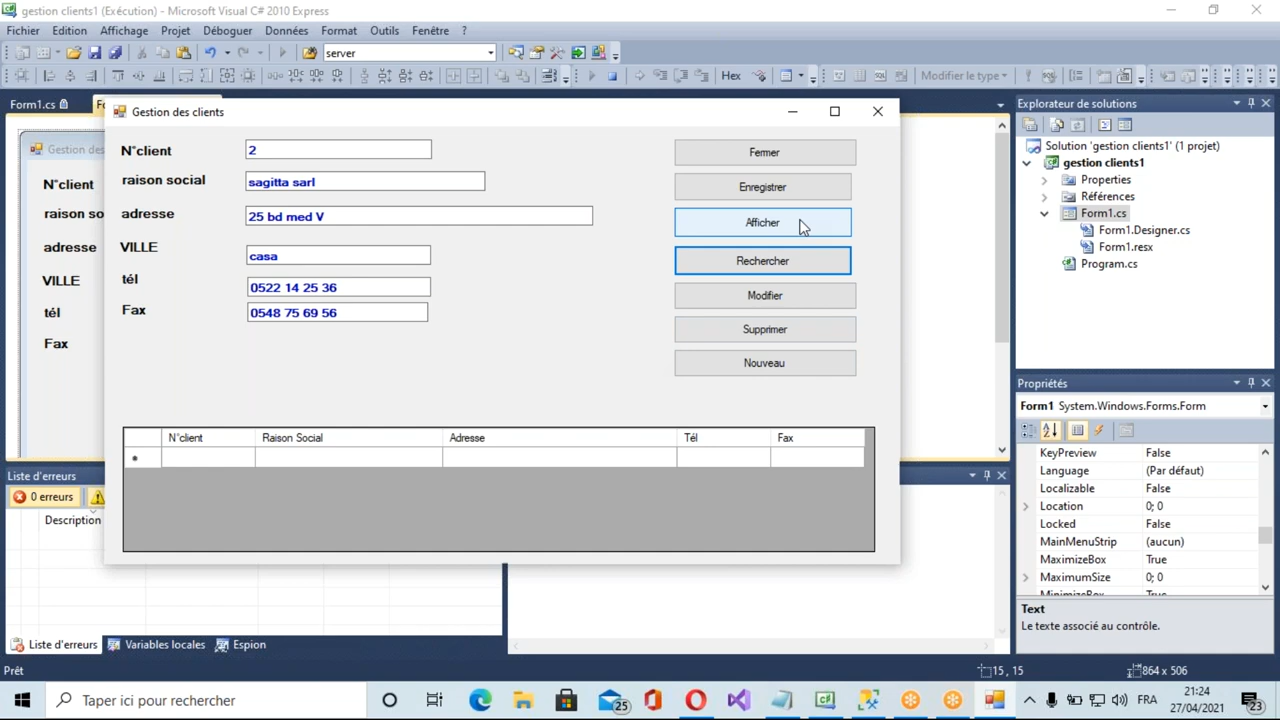 gestion clients1 (Exécution) - Microsoft Visual C# 2010 Express
Fichier Edition Affichage Projet Déboguer Données Format Outils Fenêtre ?
server
Hex Modifier le type
Form1.cs
Gestion des clients
N°client 2
raison social sagitta sarl
adresse 25 bd med V
VILLE casa
tél 0522 14 25 36
Fax 0548 75 69 56
Fermer
Enregistrer
Afficher
Rechercher
Modifier
Supprimer
Nouveau
N°client Raison Social Adresse Tél Fax
*
Gestion des
N°client
raison so
adresse
VILLE
tél
Fax
Liste d'erreurs
0 erreurs
Description
Liste d'erreurs Variables locales Espion
Explorateur de solutions
Solution 'gestion clients1' (1 projet)
gestion clients1
Properties
Références
Form1.cs
Form1.Designer.cs
Form1.resx
Program.cs
Propriétés
Form1 System.Windows.Forms.Form
KeyPreview False
Language (Par défaut)
Localizable False
Location 0; 0
Locked False
MainMenuStrip (aucun)
MaximizeBox True
MaximumSize 0; 0
MinimizeBox True
Text
Le texte associé au contrôle.
Prêt 15 , 15 864 x 506
Taper ici pour rechercher
25
FRA
21:24
27/04/2021
23